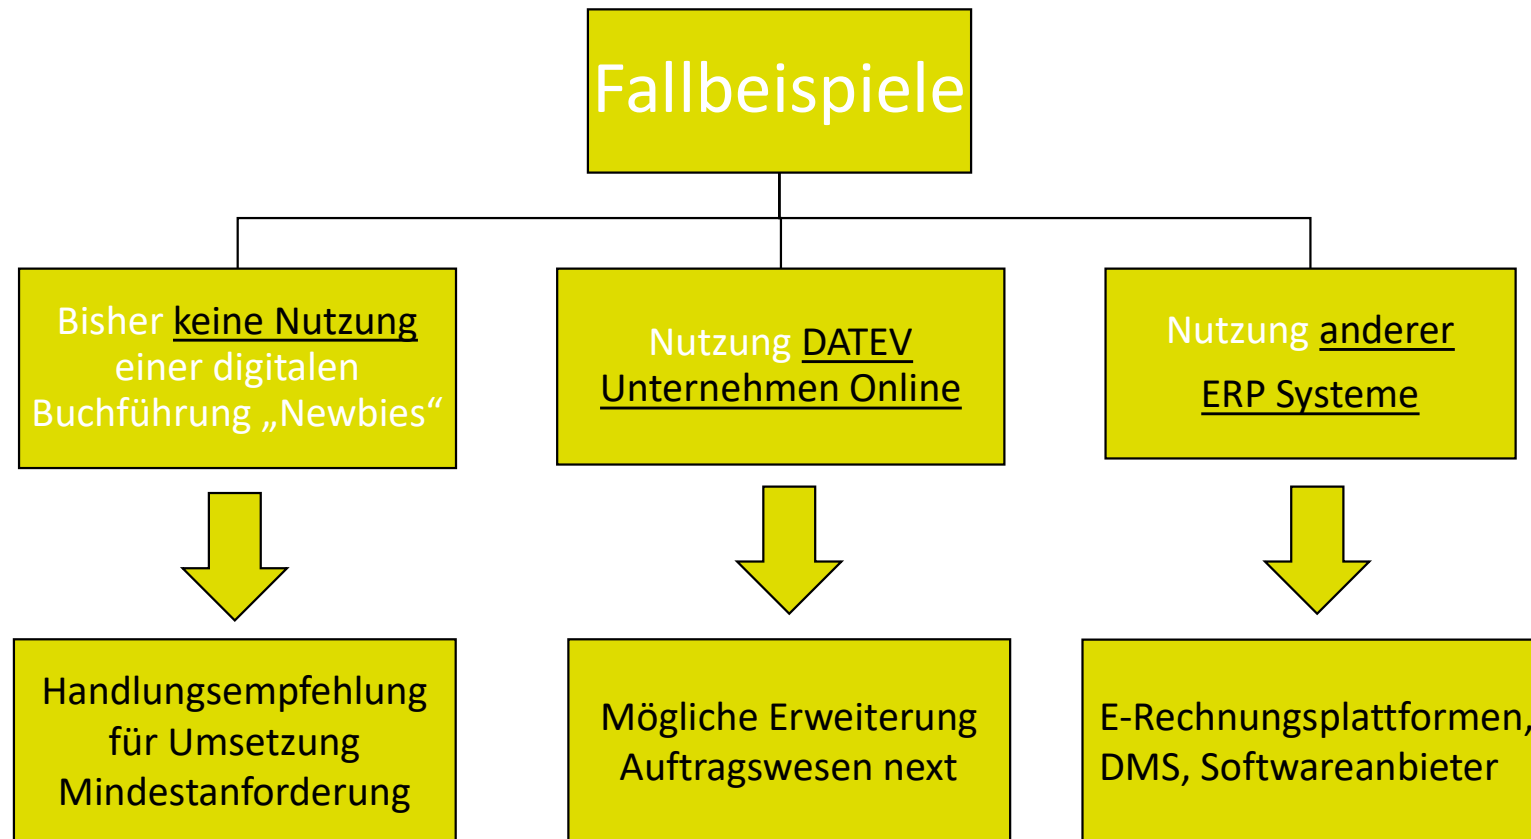 Fallbeispiele
Bisher keine Nutzung
einer digitalen
Buchführung „Newbies“
Nutzung DATEV
Unternehmen Online
Nutzung anderer
ERP Systeme
Handlungsempfehlung
für Umsetzung
Mindestanforderung
Mögliche Erweiterung
Auftragswesen next
E-Rechnungsplattformen,
DMS, Softwareanbieter